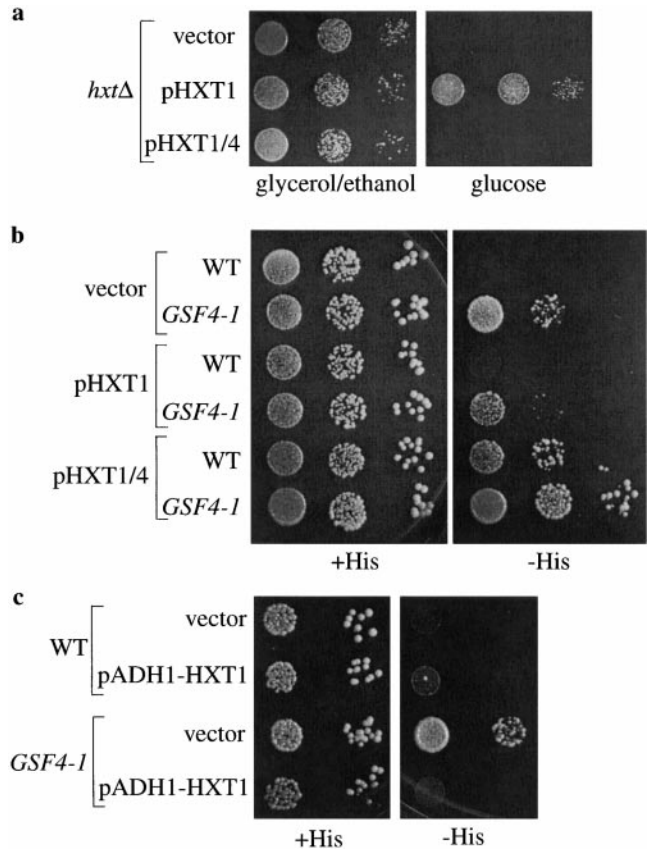 a
vector
hxtΔ
pHXT1
pHXT1/4
glycerol/ethanol
glucose
b
vector
WT
GSF4-1
pHXT1
WT
GSF4-1
pHXT1/4
WT
GSF4-1
+His
-His
c
WT
vector
pADH1-HXT1
GSF4-1
vector
pADH1-HXT1
+His
-His